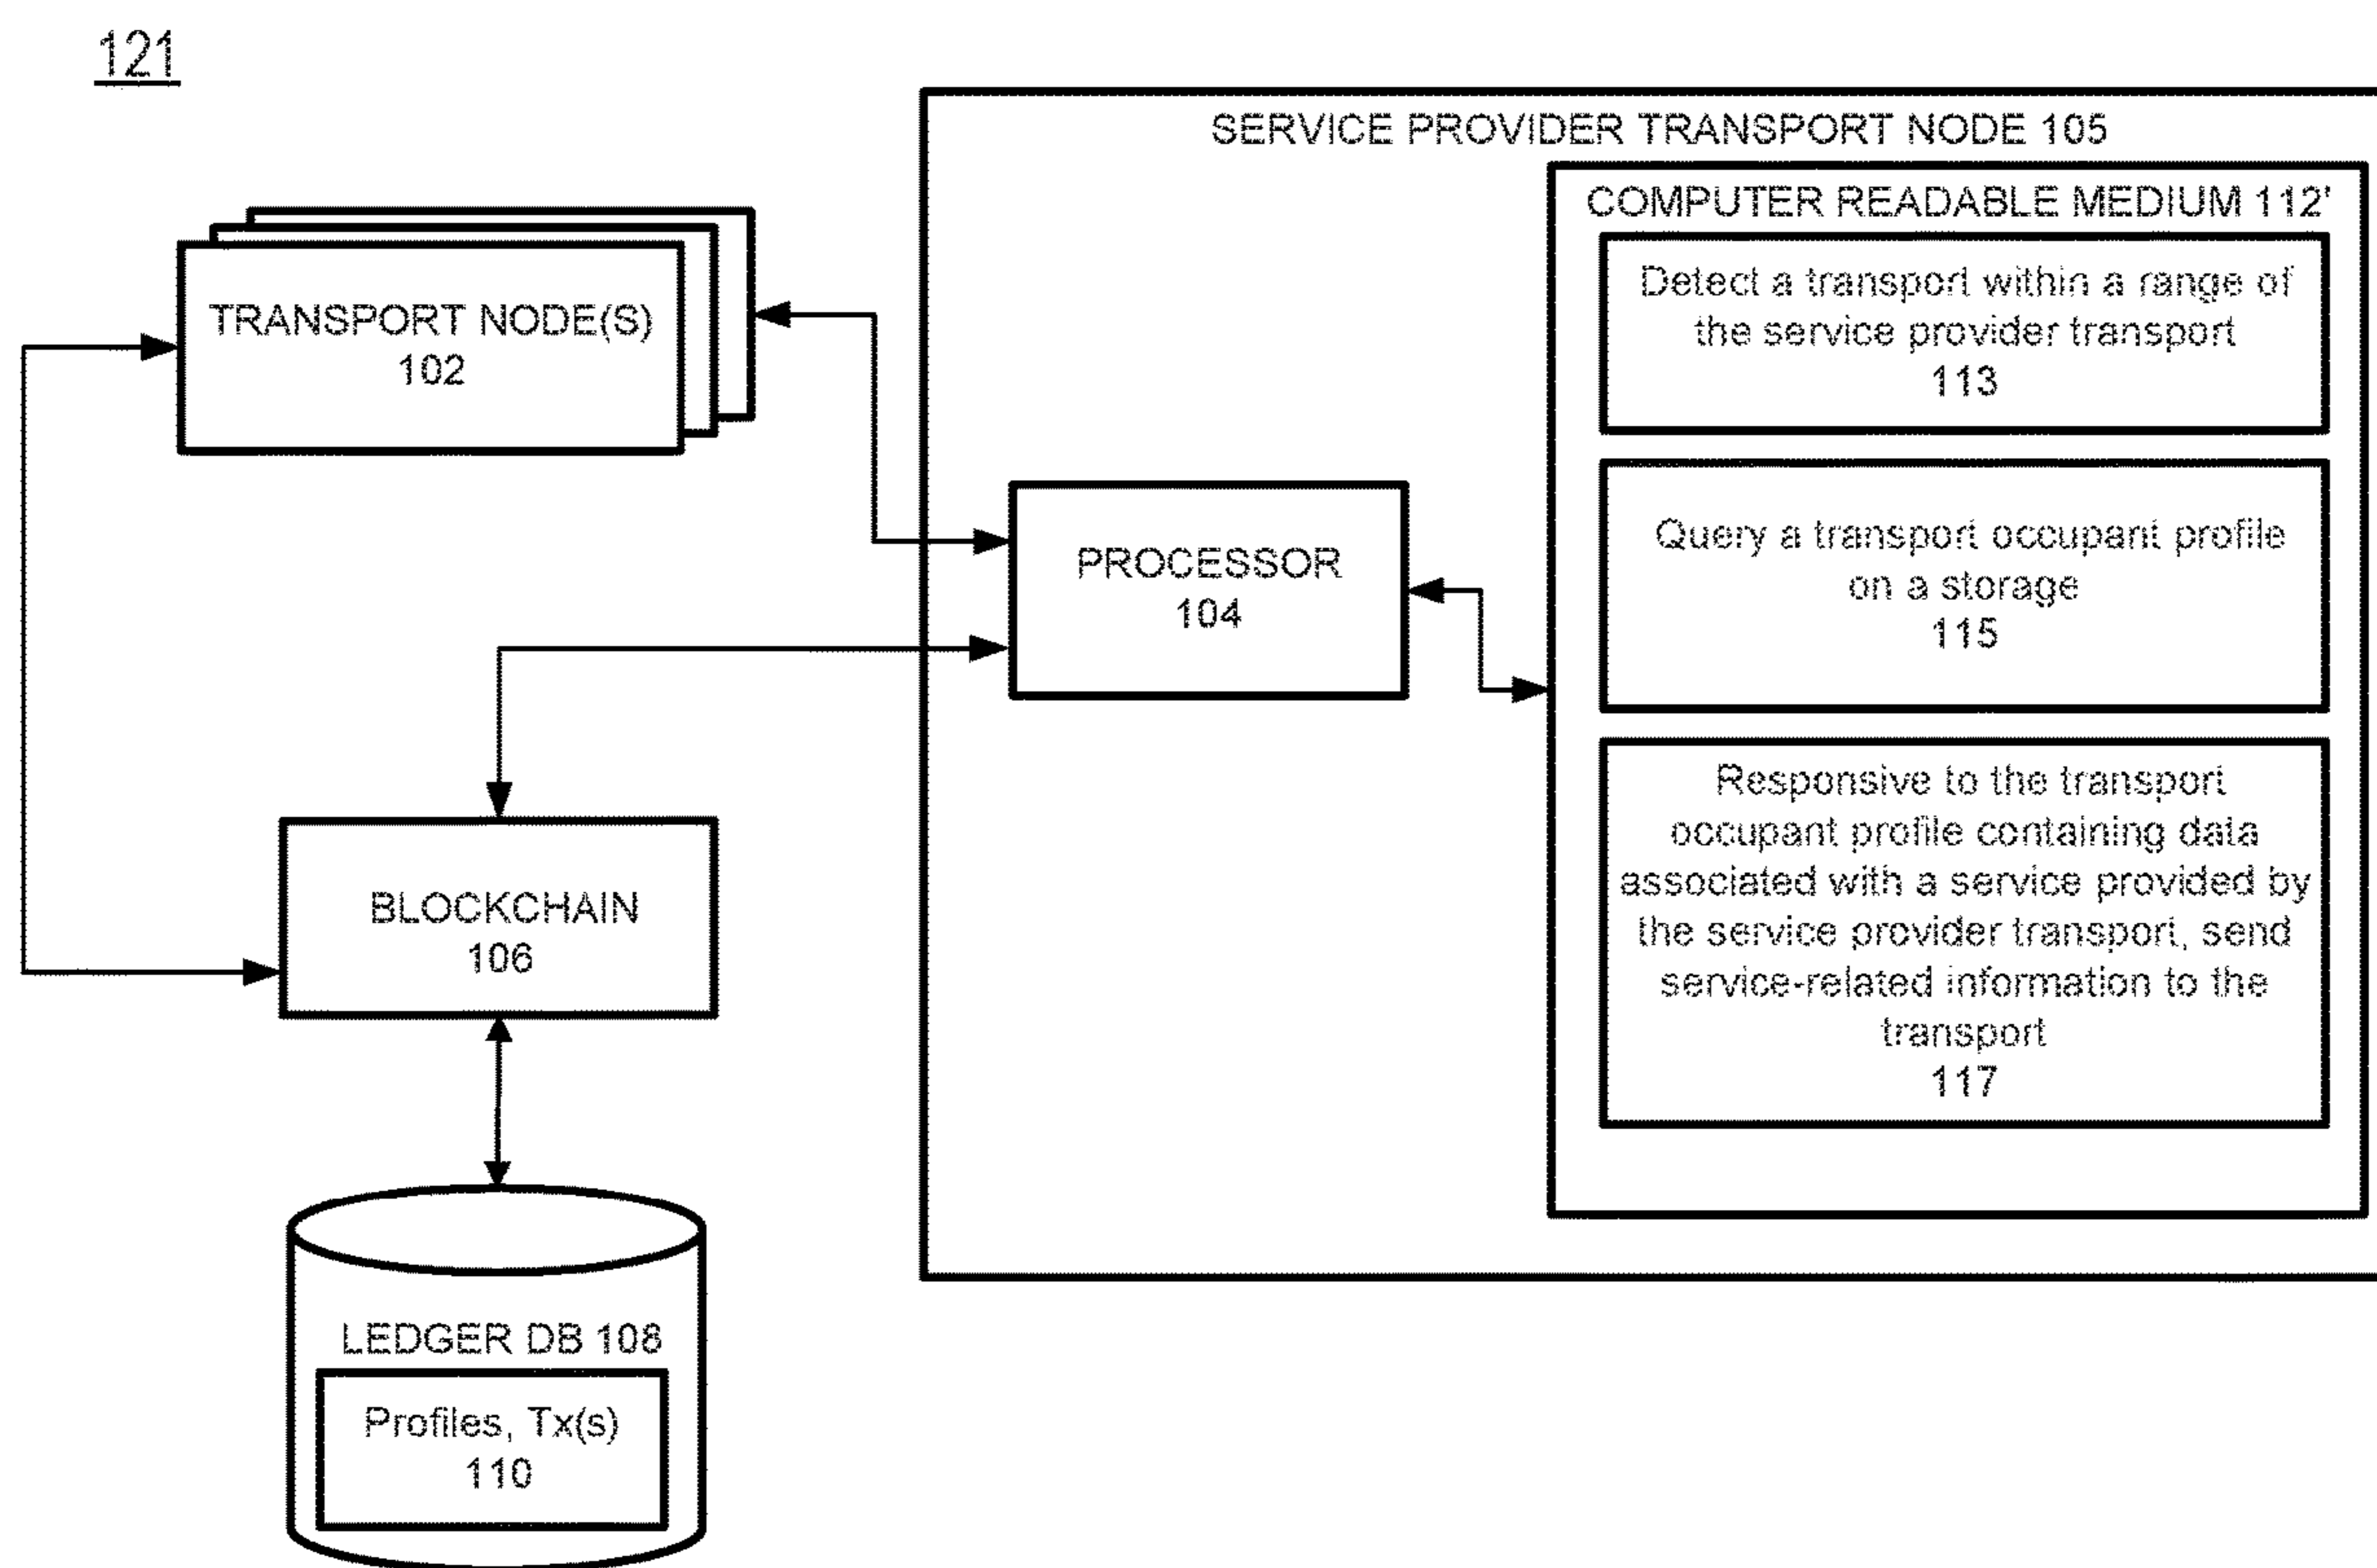 121
SERVICE PROVIDER TRANSPORT NODE 105
COMPUTER READABLE MEDIUM 112'
Detect a transport within a range of
the service provider transport
113
TRANSPORT NODE(S)
102
Query a transport occupant profile
on a storage
115
PROCESSOR
104
Responsive to the transport
occupant profile containing data
associated with a service provided by
the service provider transport, send
service-related information to the
transport
117
BLOCKCHAIN
106
LEDGER DB 108
Profiles, Tx(s)
110